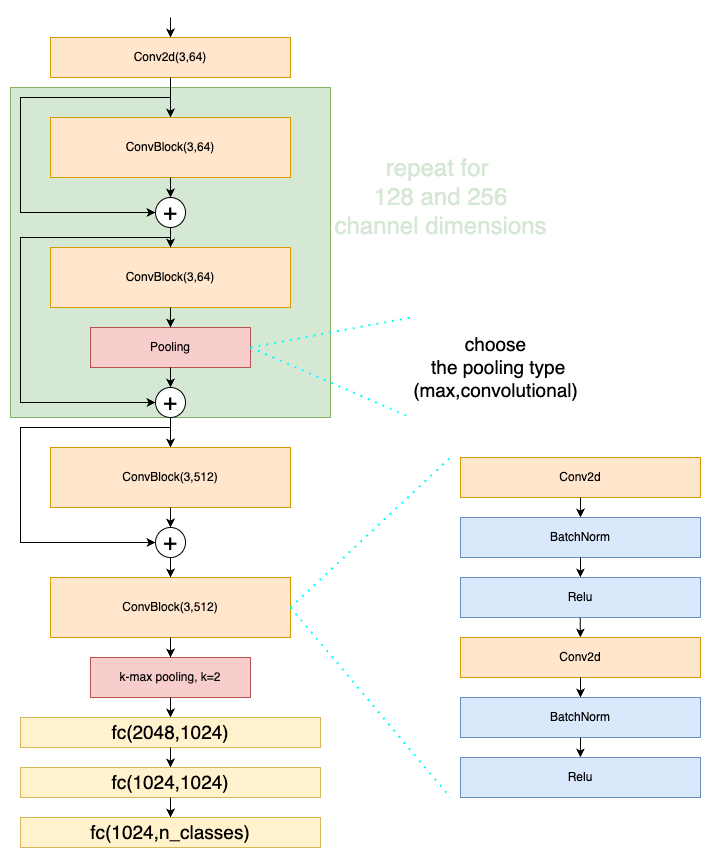 Conv2d(3,64)
ConvBlock(3,64)
repeat for
128 and 256
channel dimensions
+
ConvBlock(3,64)
Pooling
choose
the pooling type
(max,convolutional)
+
ConvBlock(3,512)
+
ConvBlock(3,512)
k-max pooling, k=2
fc(2048,1024)
fc(1024,1024)
fc(1024,n_classes)
Conv2d
BatchNorm
Relu
Conv2d
BatchNorm
Relu